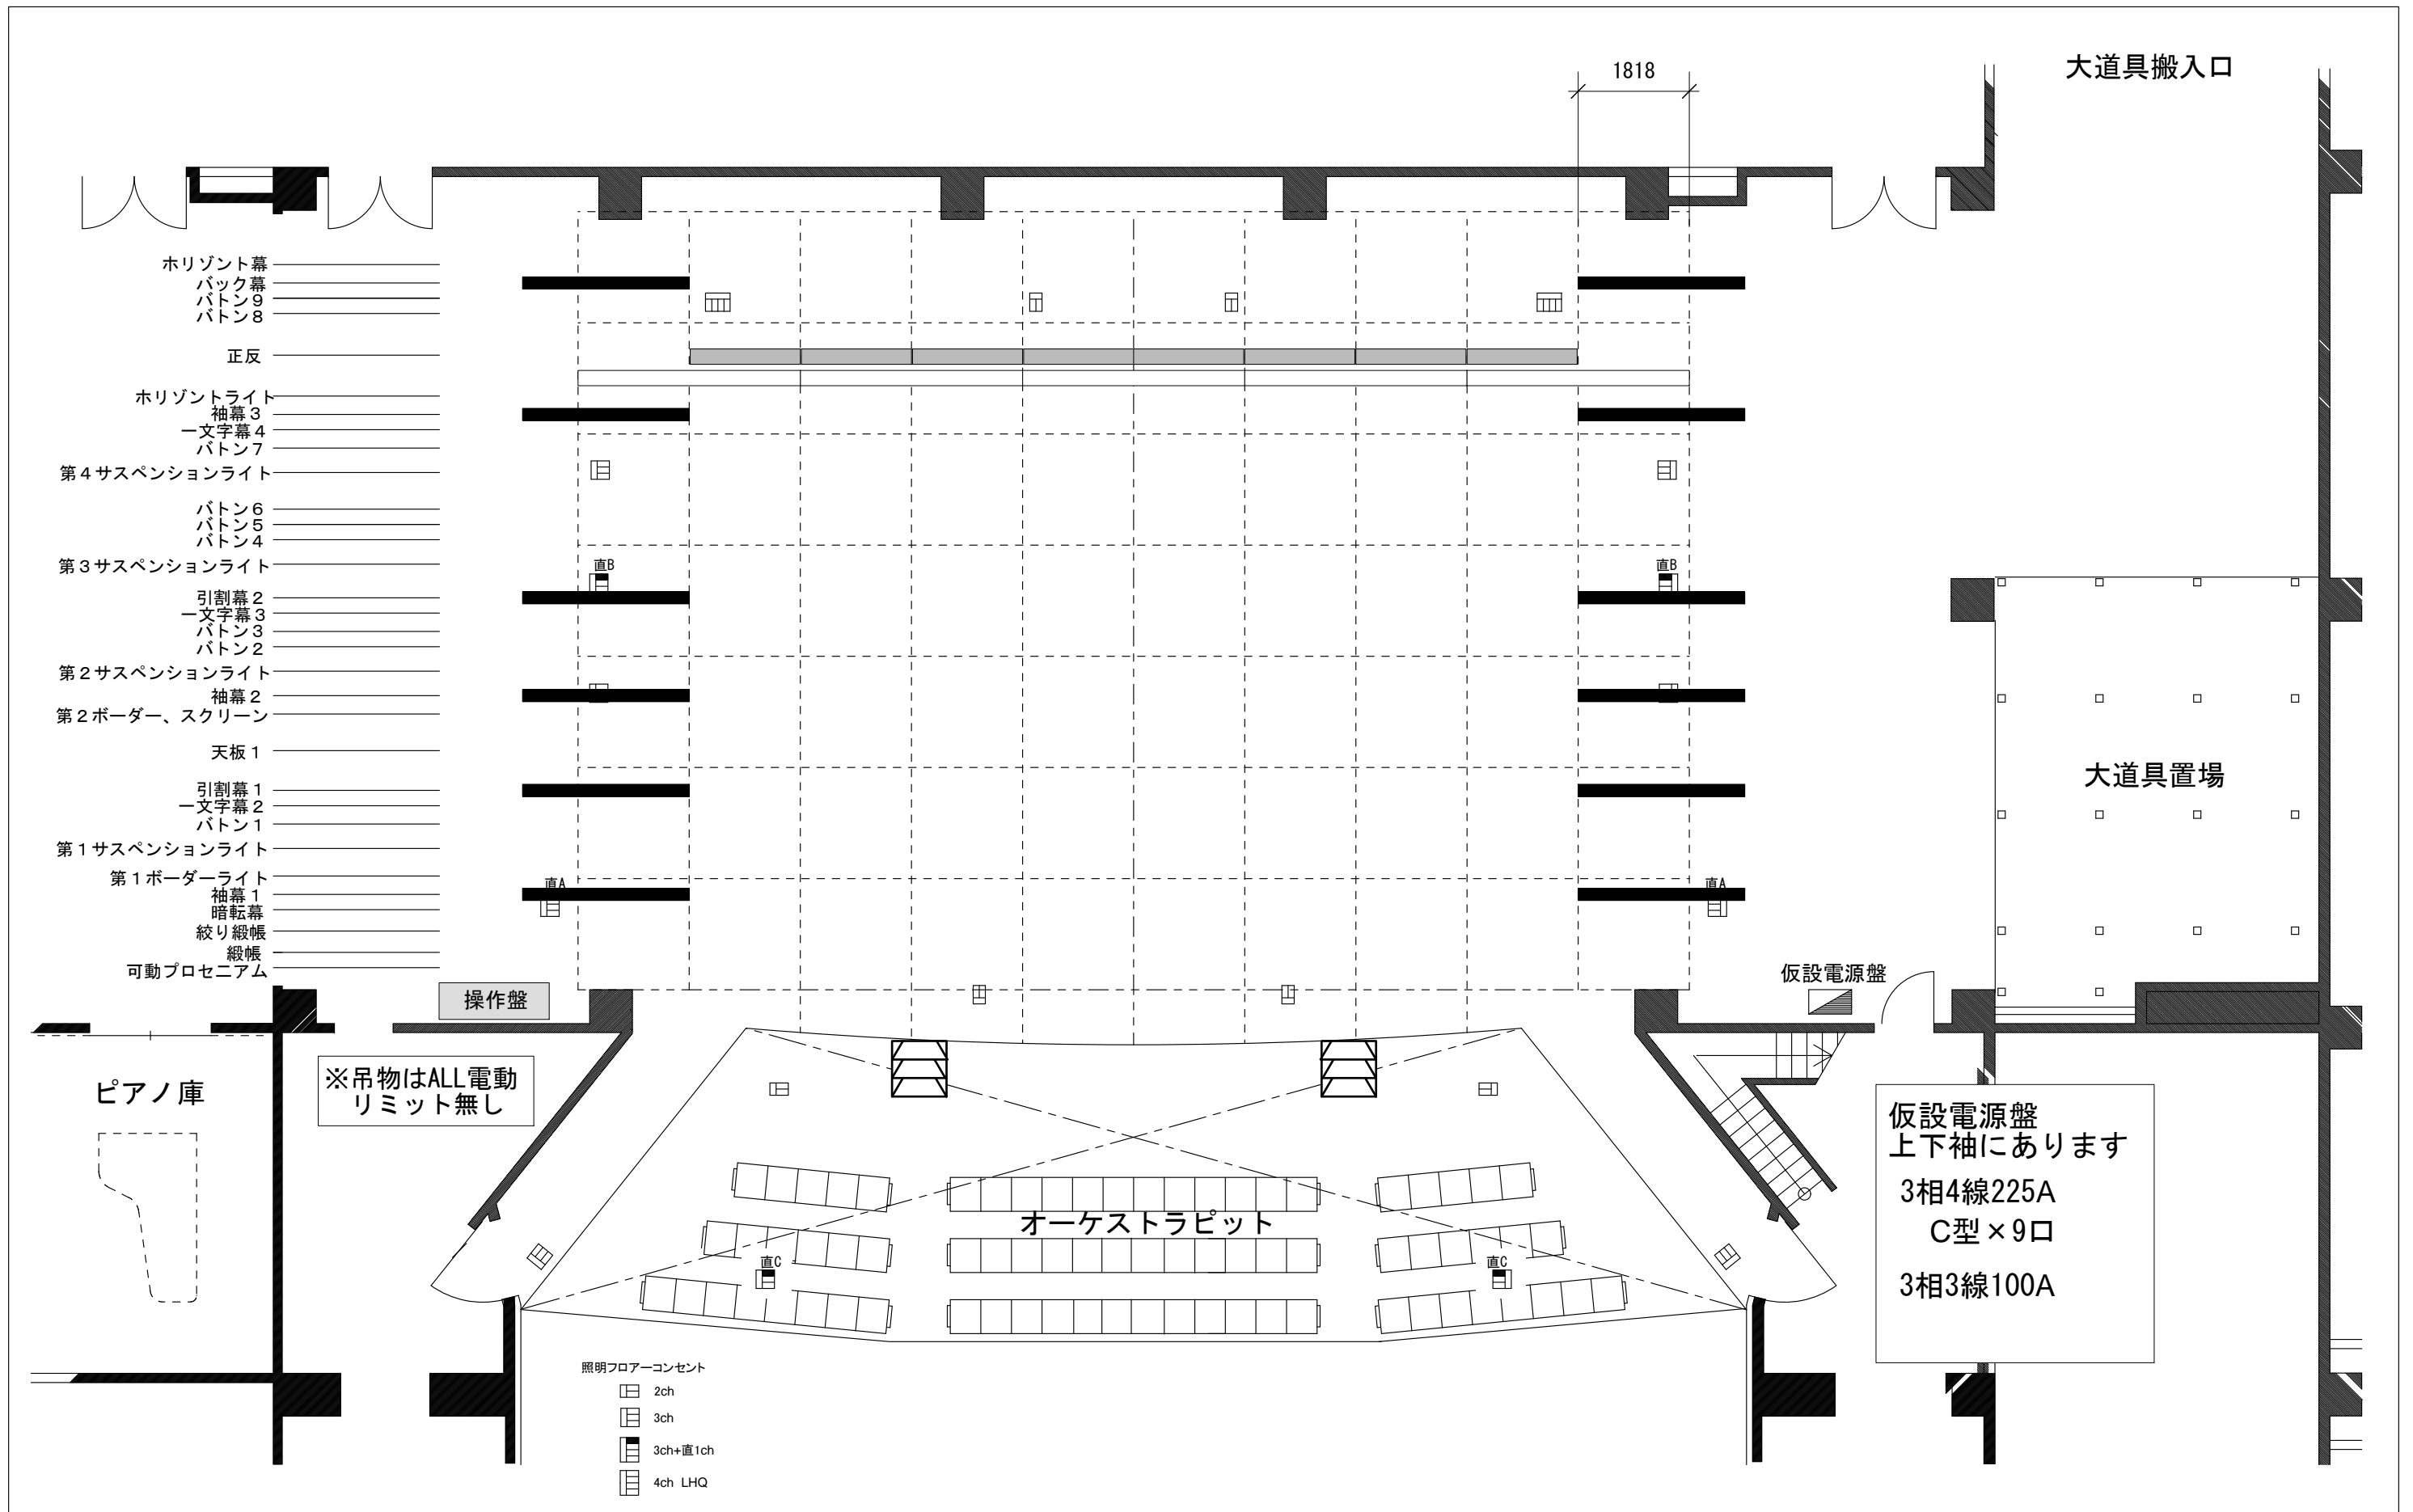 1818
大道具搬入口
ホリゾント幕
バック幕
バトン9
バトン8
正反
ホリゾントライト
袖幕3
一文字幕4
バトン7
第4サスペンションライト
バトン6
バトン5
バトン4
第3サスペンションライト
直B
直B
引割幕2
一文字幕3
バトン3
バトン2
第2サスペンションライト
袖幕2
第2ボーダー、スクリーン
天板1
大道具置場
引割幕1
一文字幕2
バトン1
第1サスペンションライト
第1ボーダーライト
直A
直A
袖幕1
暗転幕
絞り緞帳
緞帳
可動プロセニアム
仮設電源盤
操作盤
ピアノ庫
※吊物はALL電動
リミット無し
仮設電源盤
上下袖にあります
3相4線225A
C型×9口
3相3線100A
オーケストラピット
直C
直C
照明フロアーコンセント
2ch
3ch
3ch+直1ch
4ch LHQ